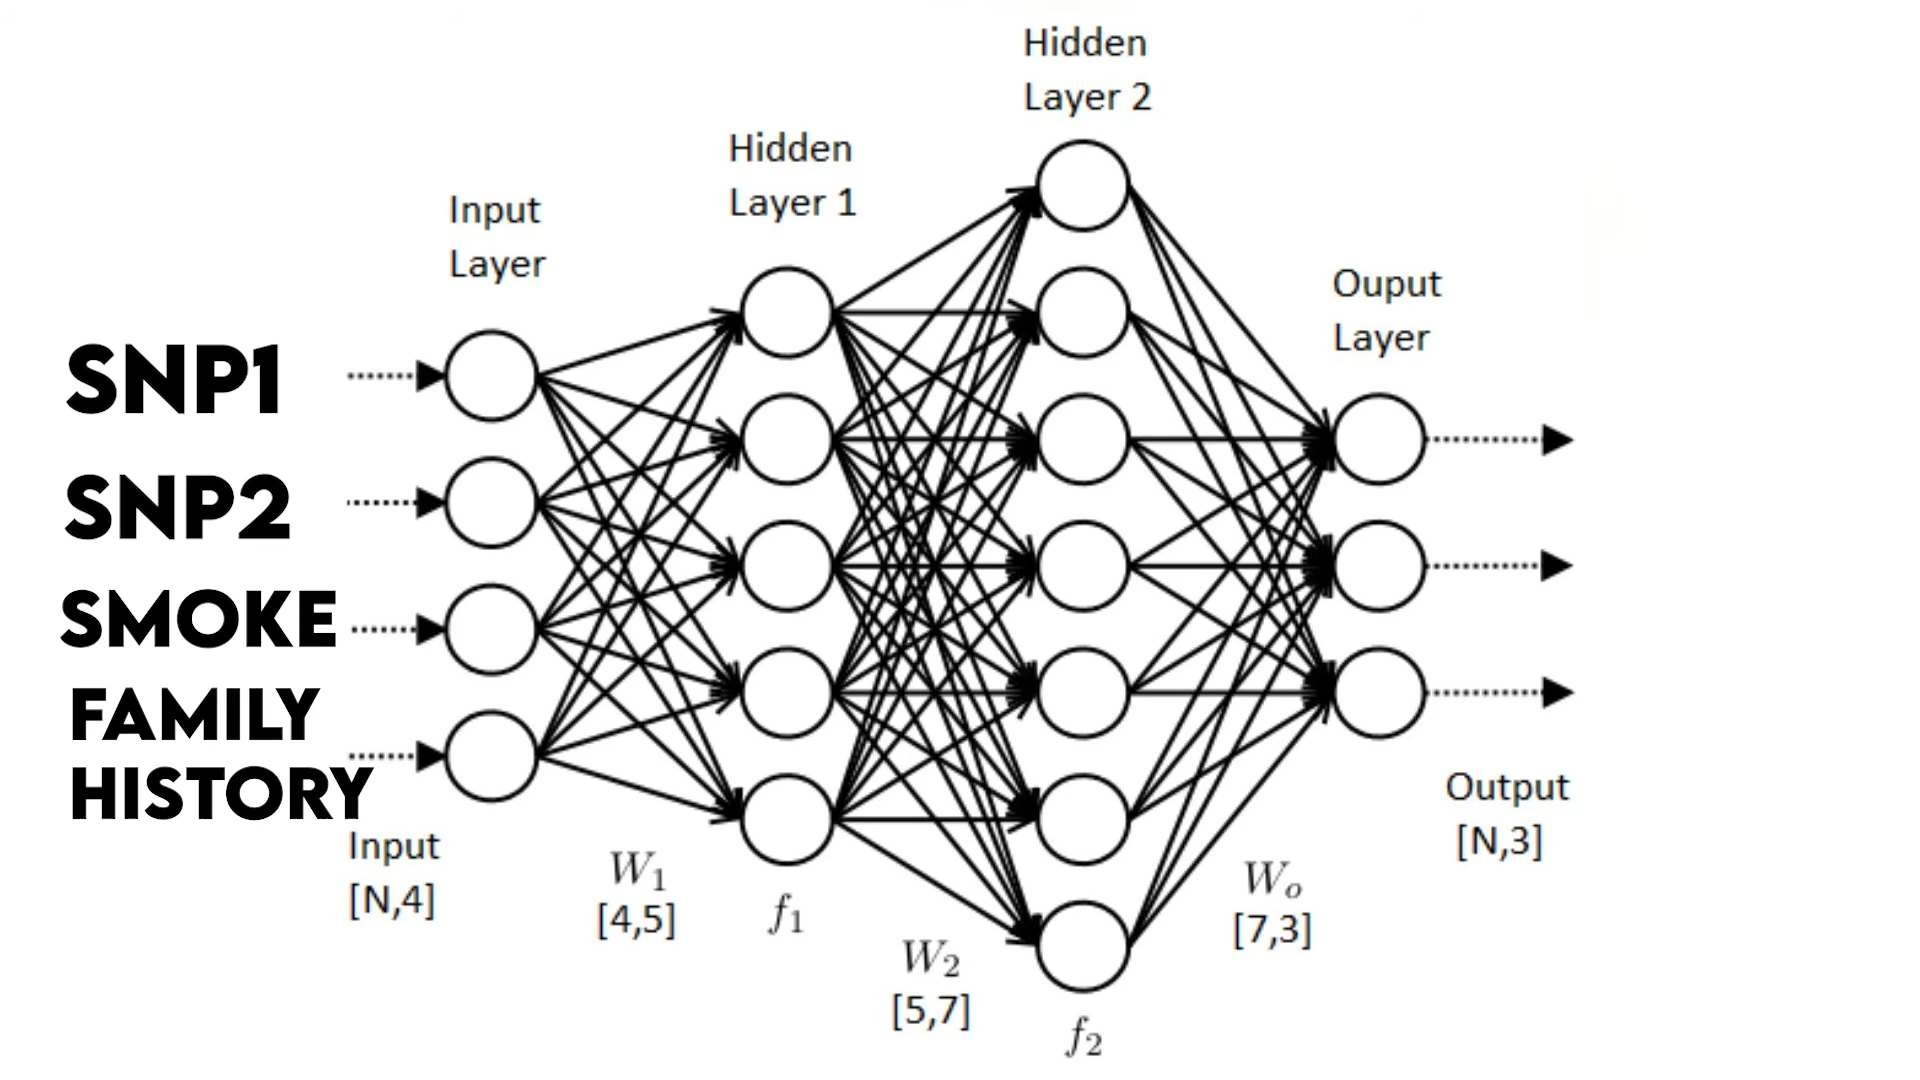 Hidden
Layer 2
Hidden
Layer 1
Input
Layer
Ouput
Layer
SNP1
SNP2
SMOKE
FAMILY
HISTORY
Input
[N,4]
W₁
[4,5]
f₁
W₂
[5,7]
f₂
Wₒ
[7,3]
Output
[N,3]